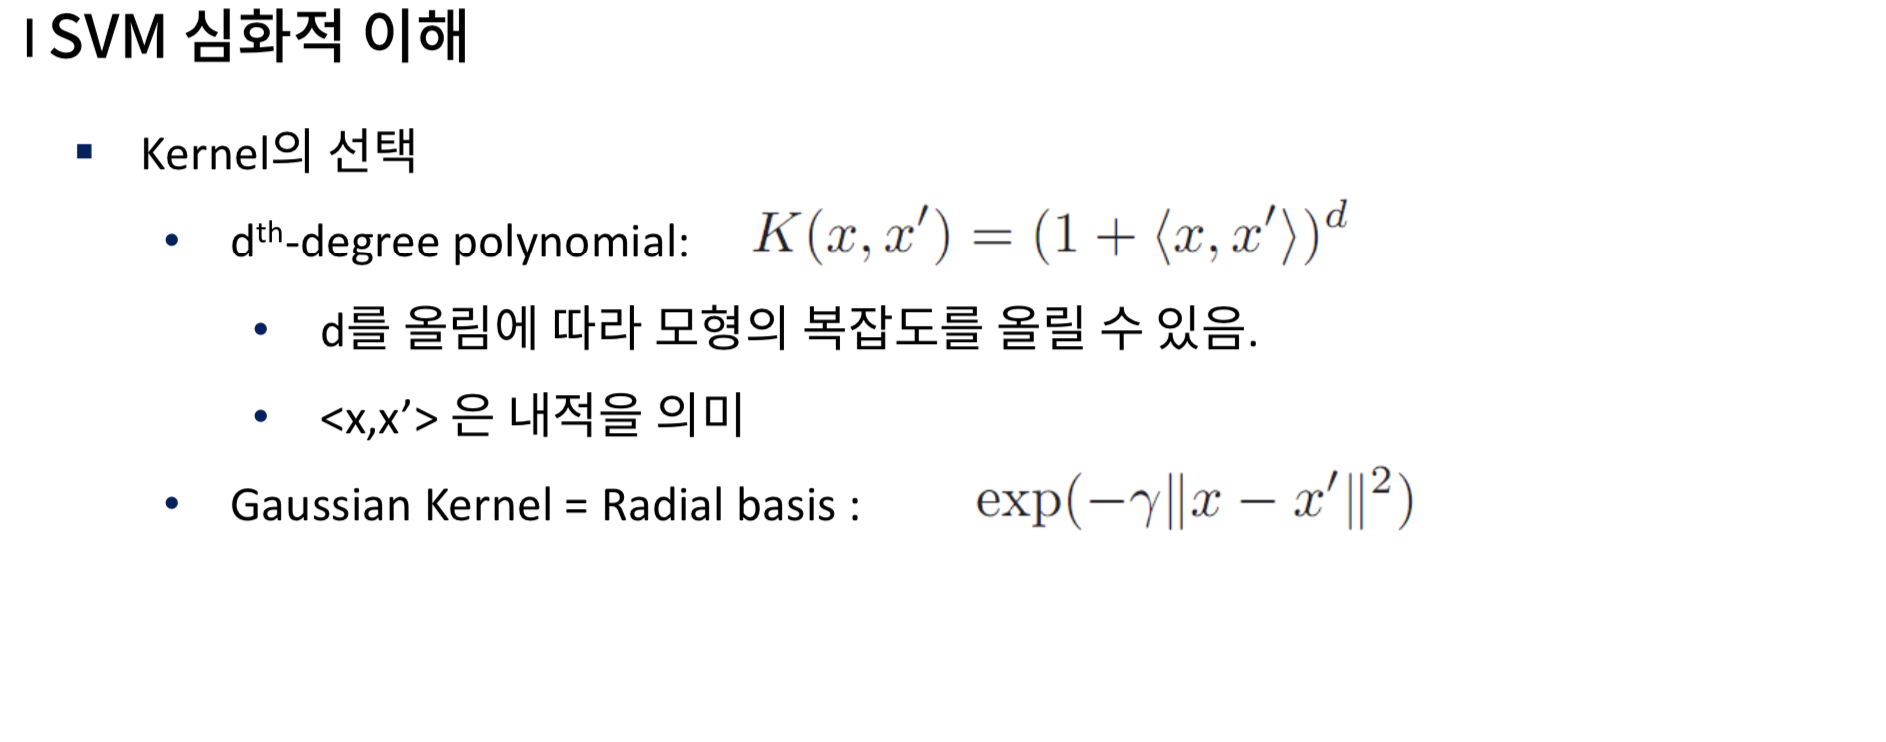 I SVM 심화적 이해
▪ Kernel의 선택
• dᵗʰ-degree polynomial: K(x, x′) = (1 + ⟨x, x′⟩)ᵈ
• d를 올림에 따라 모형의 복잡도를 올릴 수 있음.
• <x,x’> 은 내적을 의미
• Gaussian Kernel = Radial basis : exp(−γ‖x − x′‖²)